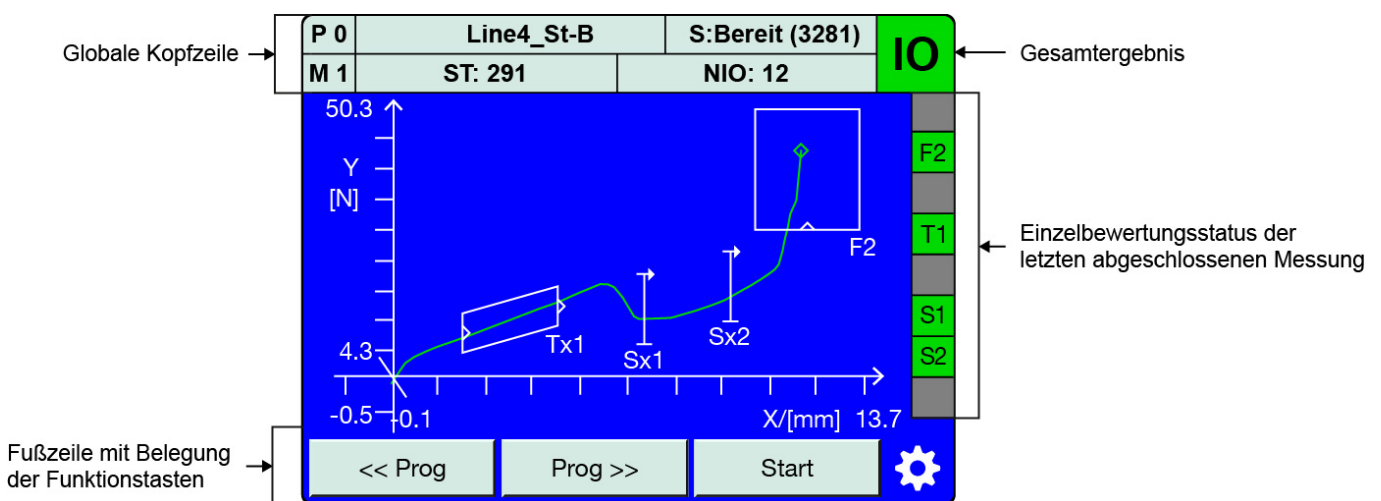 Globale Kopfzeile
P 0 Line4_St-B S:Bereit (3281) IO
M 1 ST: 291 NIO: 12
Gesamtergebnis
50.3
Y
[N]
4.3
-0.5
-0.1
X/[mm] 13.7
Tx1
Sx1
Sx2
F2
F2
T1
S1
S2
Einzelbewertungsstatus der
letzten abgeschlossenen Messung
Fußzeile mit Belegung
der Funktionstasten
<< Prog Prog >> Start